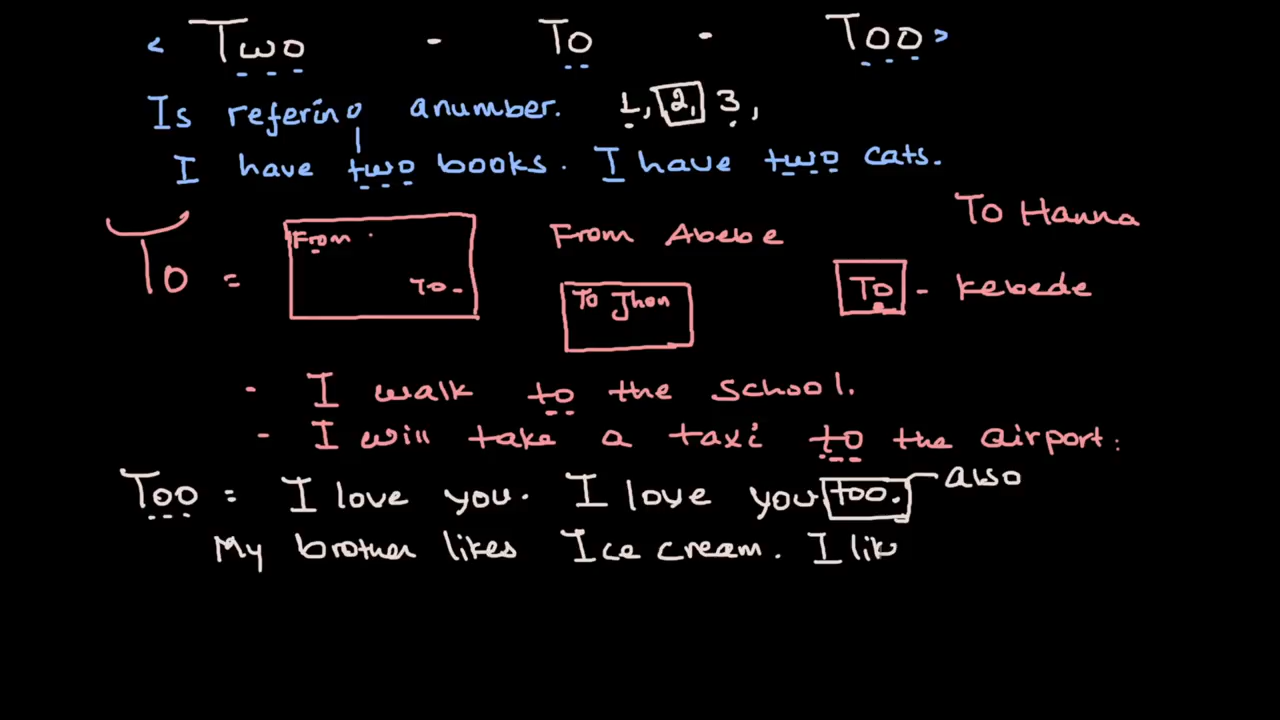 < Two - To - Too >
Is refering anumber. 1, 2, 3,
I have two books. I have two cats.
To Hanna
To = From From Abebe
To. To Jhon To - kebede
- I walk to the school.
- I will take a taxi to the airport:
Too = I love you. I love you too. also
My brother likes Ice cream. I lik